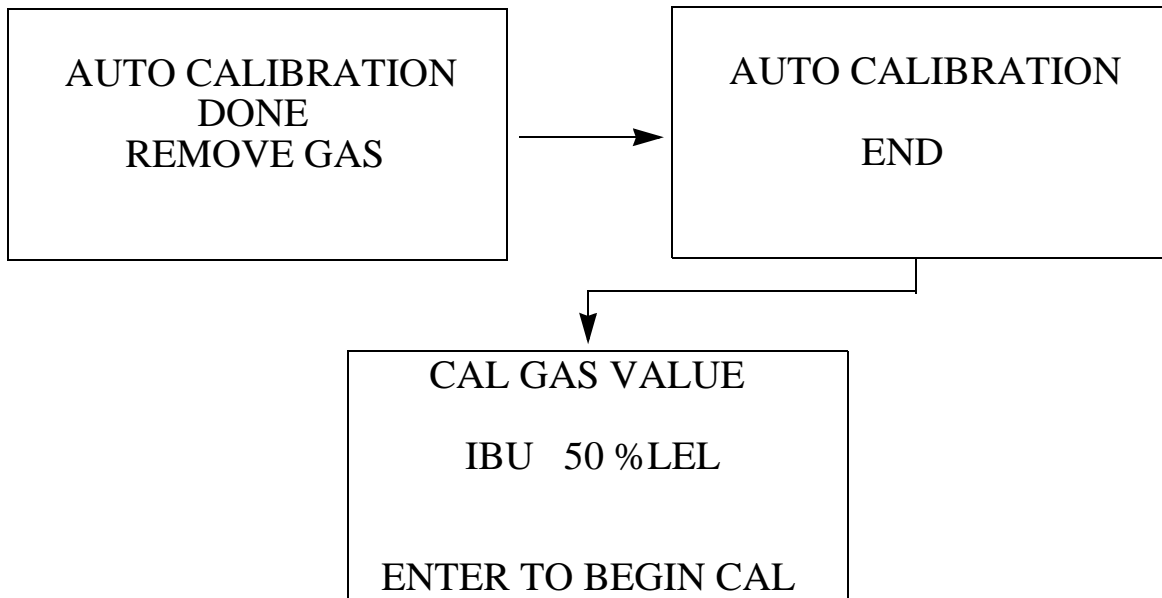 AUTO CALIBRATION
DONE
REMOVE GAS
AUTO CALIBRATION
END
CAL GAS VALUE
IBU 50 %LEL
ENTER TO BEGIN CAL